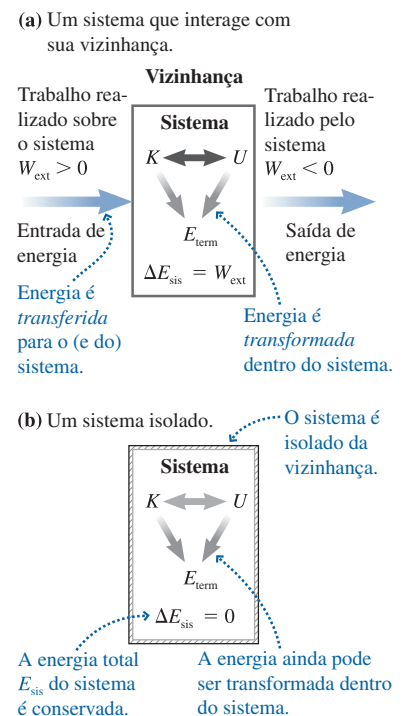 (a) Um sistema que interage com
sua vizinhança.
Vizinhança
Trabalho rea-
lizado sobre
o sistema
W_ext > 0
Entrada de
energia
Energia é
transferida
para o (e do)
sistema.
Sistema
K U
E_term
ΔE_sis = W_ext
Trabalho rea-
lizado pelo
sistema
W_ext < 0
Saída de
energia
Energia é
transformada
dentro do sistema.
(b) Um sistema isolado.
O sistema é
isolado da
vizinhança.
Sistema
K U
E_term
ΔE_sis = 0
A energia total
E_sis do sistema
é conservada.
A energia ainda pode
ser transformada dentro
do sistema.